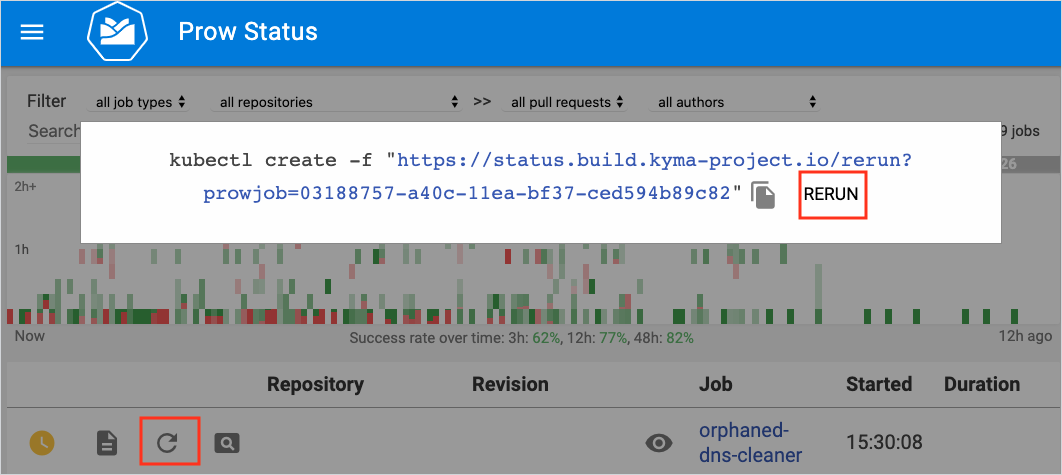 Prow Status
Filter all job types all repositories >> all pull requests all authors
Search 9 jobs
kubectl create -f "https://status.build.kyma-project.io/rerun?
prowjob=03188757-a40c-11ea-bf37-ced594b89c82" RERUN
26
2h+
1h
Now 12h ago
Success rate over time: 3h: 62%, 12h: 77%, 48h: 82%
Repository Revision Job Started Duration
orphaned-
dns-cleaner 15:30:08